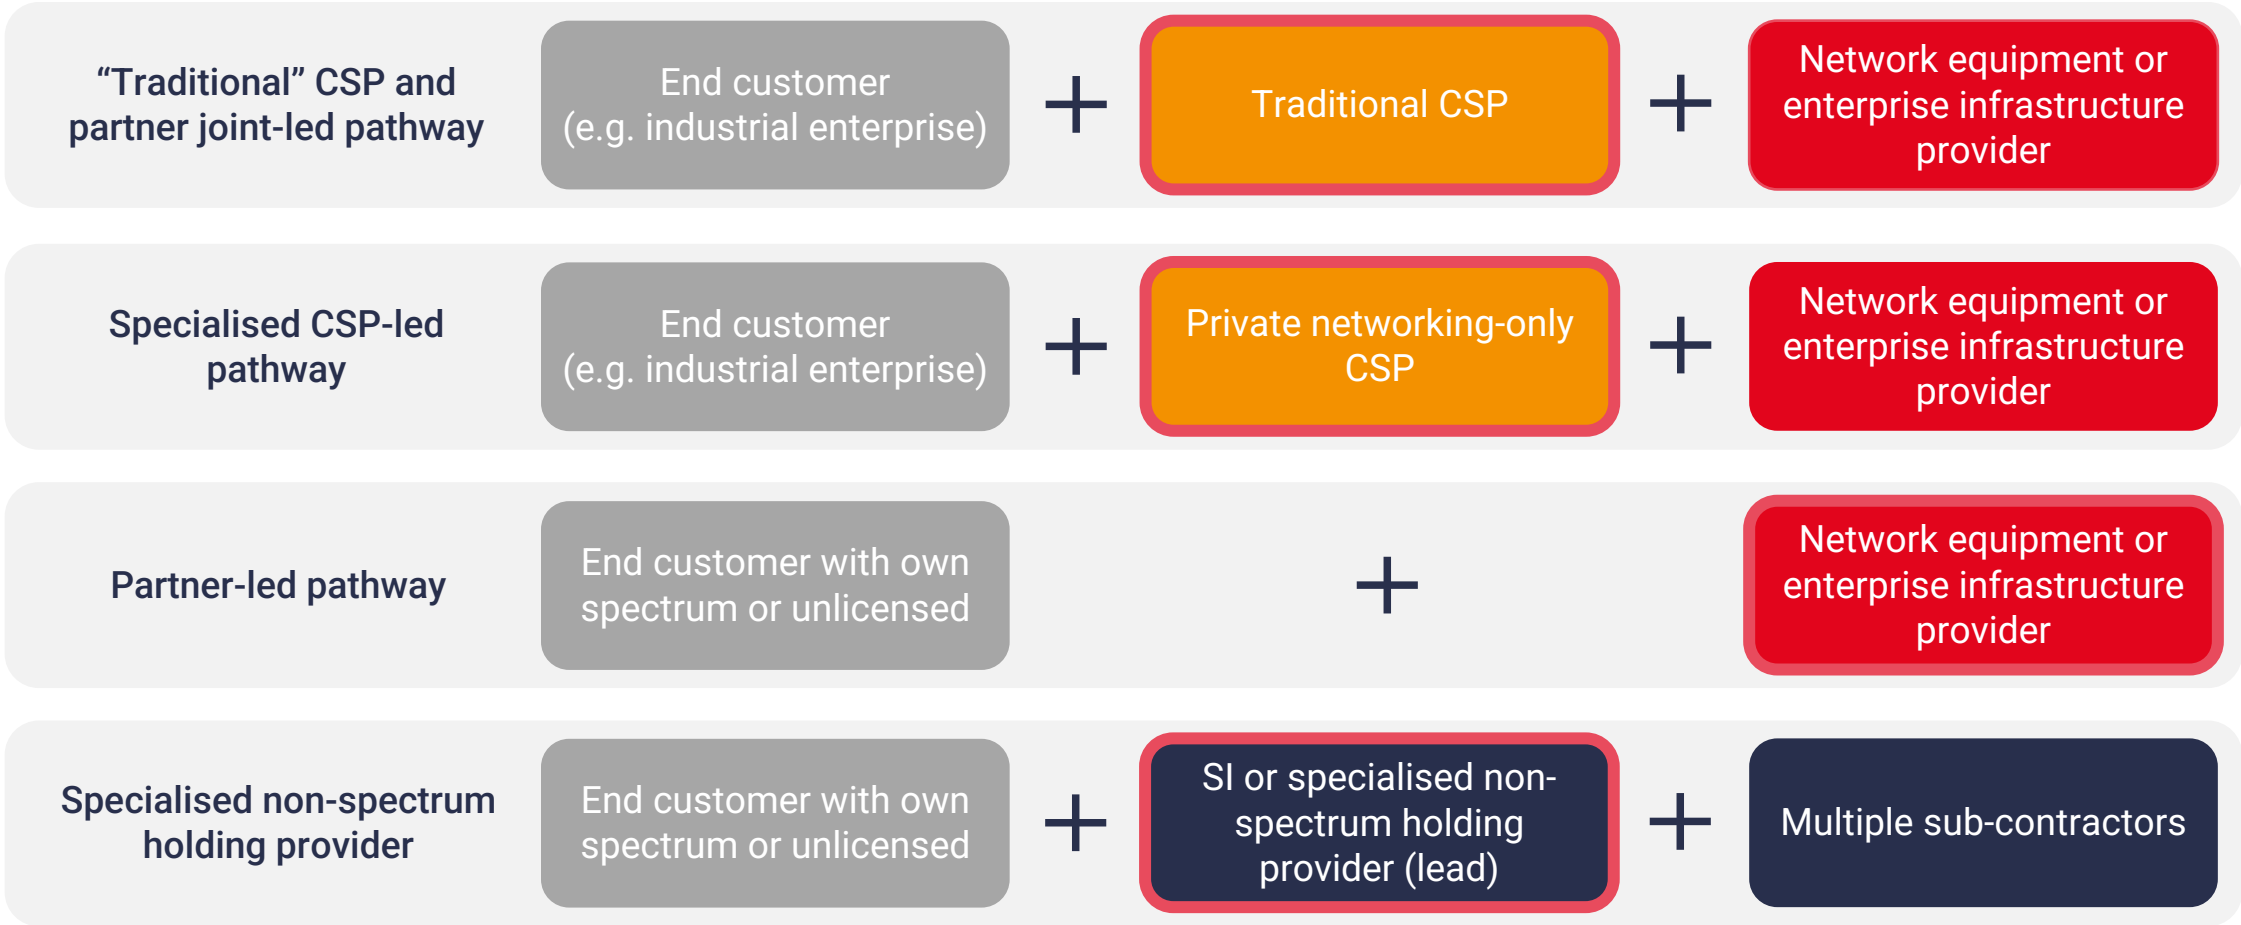 “Traditional” CSP and
partner joint-led pathway
End customer
(e.g. industrial enterprise)
+
Traditional CSP
+
Network equipment or
enterprise infrastructure
provider
Specialised CSP-led
pathway
End customer
(e.g. industrial enterprise)
+
Private networking-only
CSP
+
Network equipment or
enterprise infrastructure
provider
Partner-led pathway
End customer with own
spectrum or unlicensed
+
Network equipment or
enterprise infrastructure
provider
Specialised non-spectrum
holding provider
End customer with own
spectrum or unlicensed
+
SI or specialised non-
spectrum holding
provider (lead)
+
Multiple sub-contractors